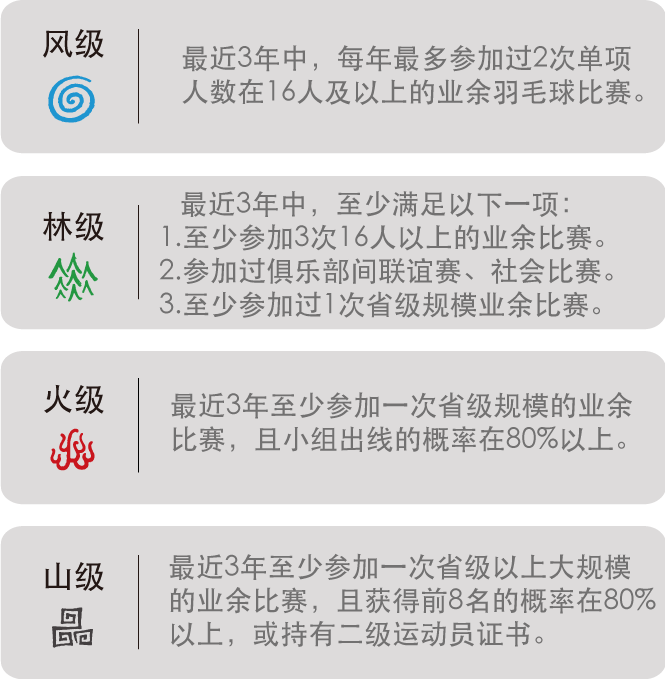 风级
最近3年中，每年最多参加过2次单项
人数在16人及以上的业余羽毛球比赛。
林级
最近3年中，至少满足以下一项：
1.至少参加3次16人以上的业余比赛。
2.参加过俱乐部间联谊赛、社会比赛。
3.至少参加过1次省级规模业余比赛。
火级
最近3年至少参加一次省级规模的业余
比赛，且小组出线的概率在80%以上。
山级
最近3年至少参加一次省级以上大规模
的业余比赛，且获得前8名的概率在80%
以上，或持有二级运动员证书。